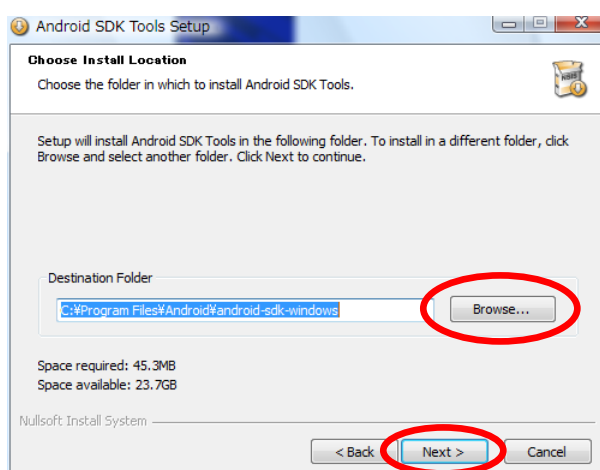 Android SDK Tools Setup
Choose Install Location
Choose the folder in which to install Android SDK Tools.
NSIS
Setup will install Android SDK Tools in the following folder. To install in a different folder, click
Browse and select another folder. Click Next to continue.
Destination Folder
C:¥Program Files¥Android¥android-sdk-windows
Browse...
Space required: 45.3MB
Space available: 23.7GB
Nullsoft Install System
< Back
Next >
Cancel